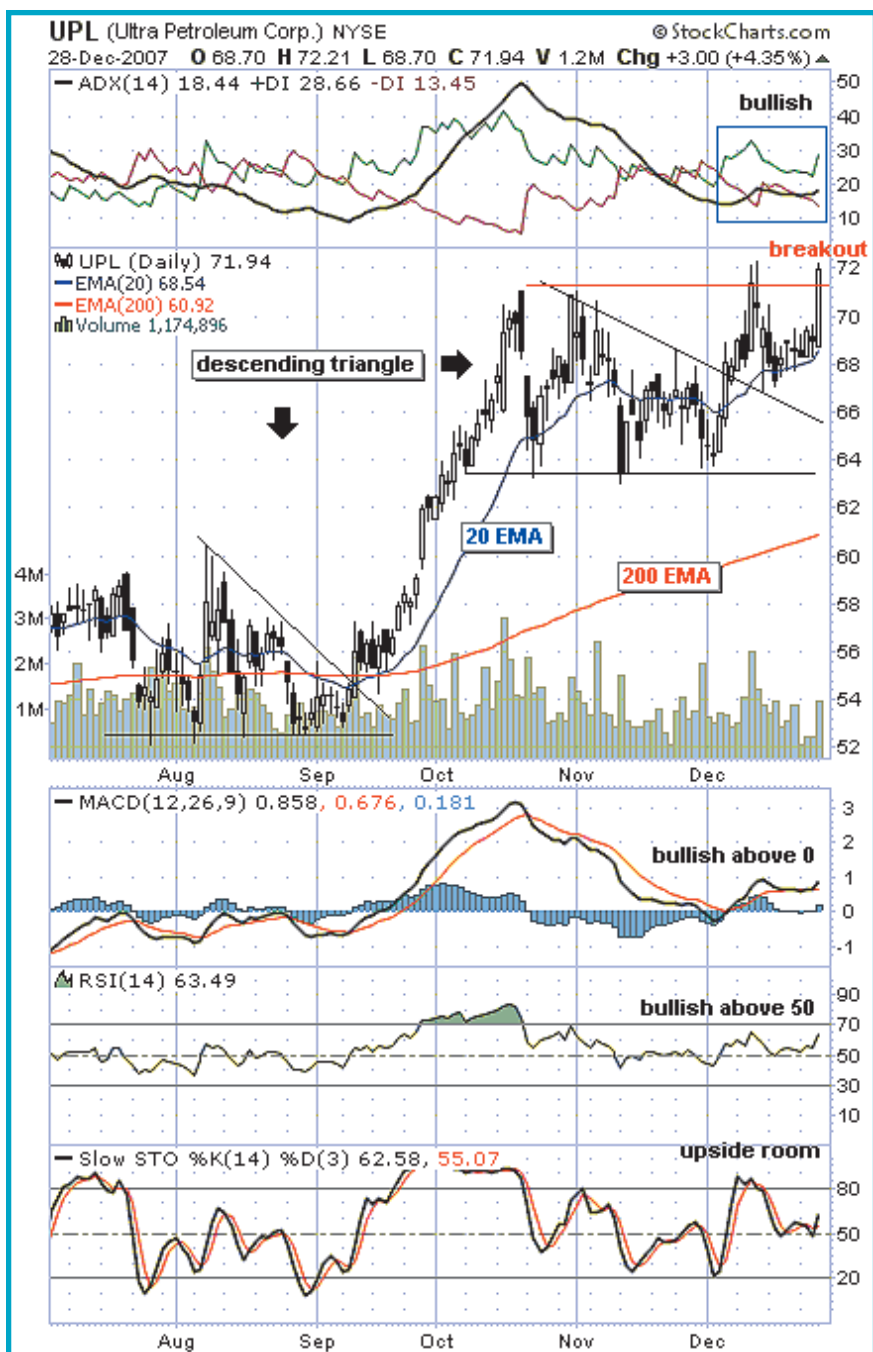 UPL (Ultra Petroleum Corp.) NYSE © StockCharts.com
28-Dec-2007 O 68.70 H 72.21 L 68.70 C 71.94 V 1.2M Chg +3.00 (+4.35%)
ADX(14) 18.44 +DI 28.66 -DI 13.45
bullish
50
40
30
20
10
breakout
UPL (Daily) 71.94
EMA(20) 68.54
EMA(200) 60.92
Volume 1,174,896
descending triangle
20 EMA
200 EMA
72
70
68
66
64
62
60
58
56
54
52
4M
3M
2M
1M
Aug Sep Oct Nov Dec
MACD(12,26,9) 0.858, 0.676, 0.181
bullish above 0
3
2
1
0
-1
RSI(14) 63.49
bullish above 50
90
70
50
30
10
Slow STO %K(14) %D(3) 62.58, 55.07
upside room
80
50
20
Aug Sep Oct Nov Dec